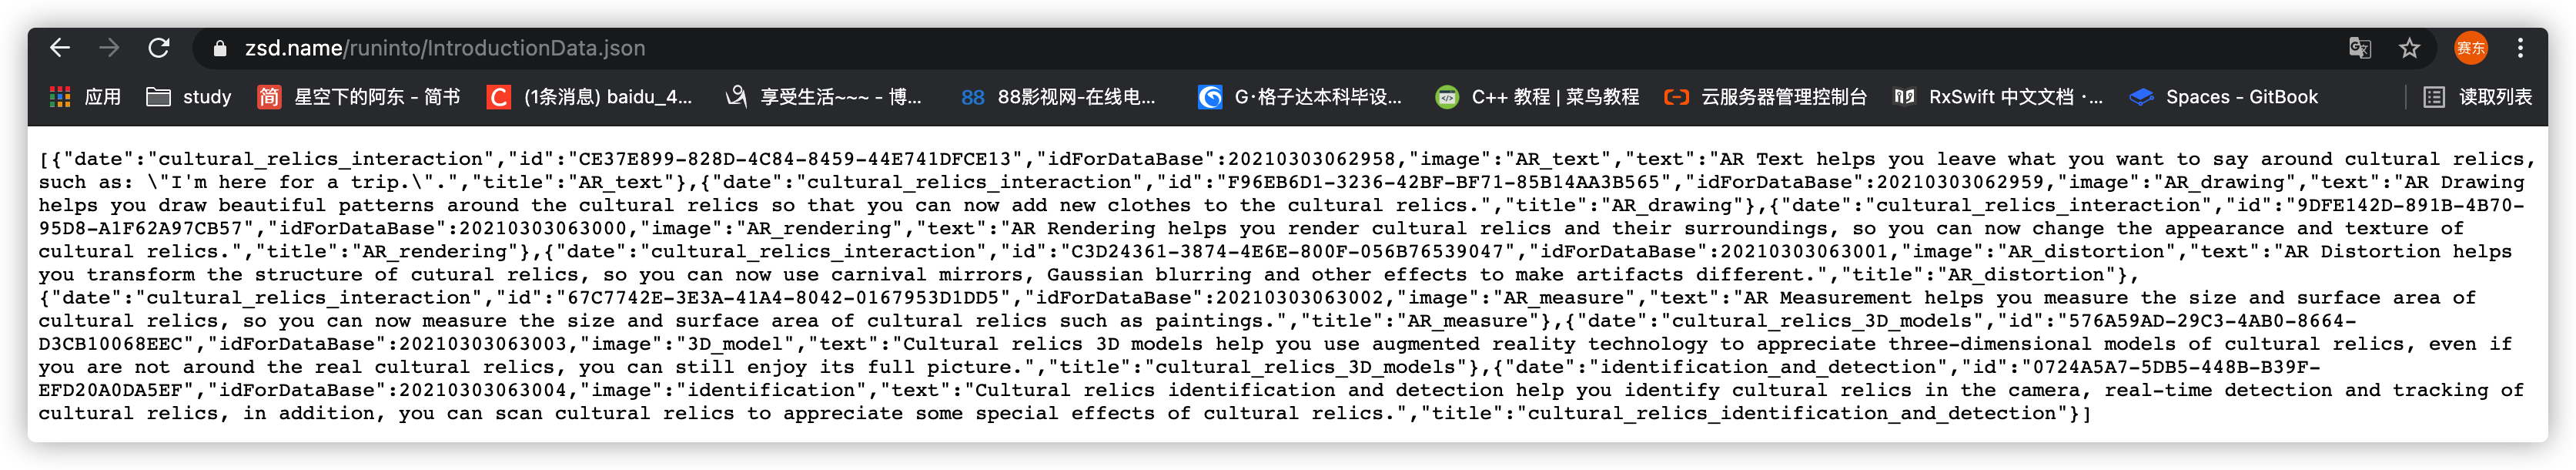 zsd.name/runinto/IntroductionData.json
赛东
应用 study 简 星空下的阿东 - 简书 C (1条消息) baidu_4... 享受生活~~~ - 博... 88 88影视网-在线电... G·格子达本科毕设... C++ 教程 | 菜鸟教程 云服务器管理控制台 RxSwift 中文文档 ·... Spaces - GitBook 读取列表
[{"date":"cultural_relics_interaction","id":"CE37E899-828D-4C84-8459-44E741DFCE13","idForDataBase":20210303062958,"image":"AR_text","text":"AR Text helps you leave what you want to say around cultural relics,
such as: \"I'm here for a trip.\".","title":"AR_text"},{"date":"cultural_relics_interaction","id":"F96EB6D1-3236-42BF-BF71-85B14AA3B565","idForDataBase":20210303062959,"image":"AR_drawing","text":"AR Drawing
helps you draw beautiful patterns around the cultural relics so that you can now add new clothes to the cultural relics.","title":"AR_drawing"},{"date":"cultural_relics_interaction","id":"9DFE142D-891B-4B70-
95D8-A1F62A97CB57","idForDataBase":20210303063000,"image":"AR_rendering","text":"AR Rendering helps you render cultural relics and their surroundings, so you can now change the appearance and texture of
cultural relics.","title":"AR_rendering"},{"date":"cultural_relics_interaction","id":"C3D24361-3874-4E6E-800F-056B76539047","idForDataBase":20210303063001,"image":"AR_distortion","text":"AR Distortion helps
you transform the structure of cutural relics, so you can now use carnival mirrors, Gaussian blurring and other effects to make artifacts different.","title":"AR_distortion"},
{"date":"cultural_relics_interaction","id":"67C7742E-3E3A-41A4-8042-0167953D1DD5","idForDataBase":20210303063002,"image":"AR_measure","text":"AR Measurement helps you measure the size and surface area of
cultural relics, so you can now measure the size and surface area of cultural relics such as paintings.","title":"AR_measure"},{"date":"cultural_relics_3D_models","id":"576A59AD-29C3-4AB0-8664-
D3CB10068EEC","idForDataBase":20210303063003,"image":"3D_model","text":"Cultural relics 3D models help you use augmented reality technology to appreciate three-dimensional models of cultural relics, even if
you are not around the real cultural relics, you can still enjoy its full picture.","title":"cultural_relics_3D_models"},{"date":"identification_and_detection","id":"0724A5A7-5DB5-448B-B39F-
EFD20A0DA5EF","idForDataBase":20210303063004,"image":"identification","text":"Cultural relics identification and detection help you identify cultural relics in the camera, real-time detection and tracking of
cultural relics, in addition, you can scan cultural relics to appreciate some special effects of cultural relics.","title":"cultural_relics_identification_and_detection"}]